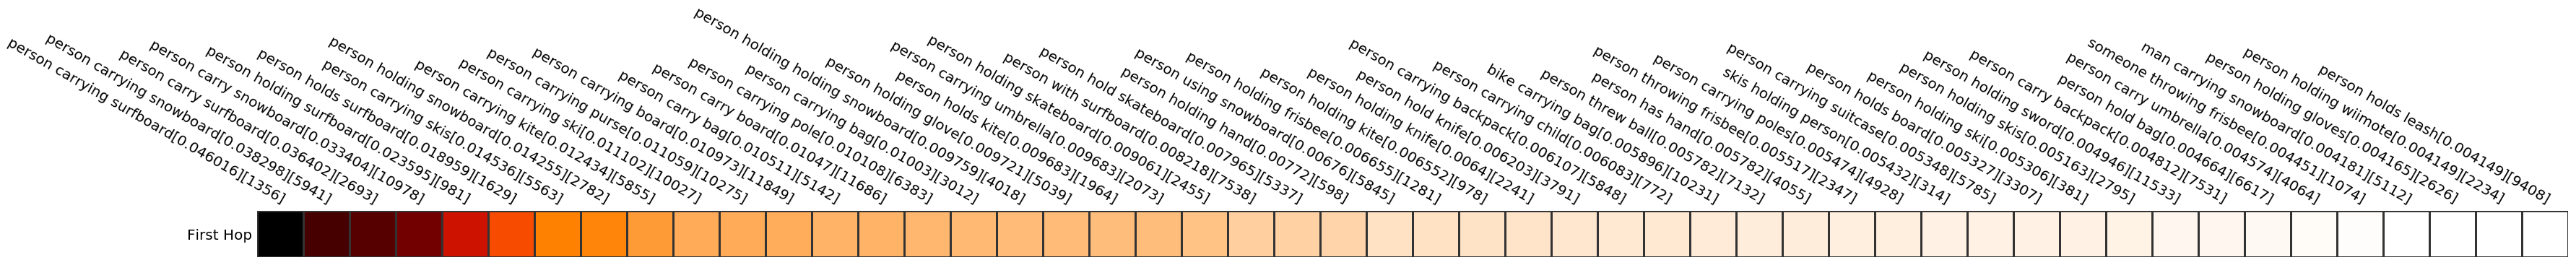 person carrying surfboard[0.046016][1356]
person carrying snowboard[0.038298][5941]
person carry surfboard[0.036402][2693]
person carry snowboard[0.033404][10978]
person holding surfboard[0.023595][981]
person holds surfboard[0.018959][1629]
person carrying skis[0.014536][5563]
person holding snowboard[0.014255][2782]
person carrying kite[0.012434][5855]
person carrying ski[0.011102][10027]
person carrying purse[0.011059][10275]
person carrying board[0.010973][11849]
person carry bag[0.010511][5142]
person carry board[0.01047][11686]
person carrying pole[0.010108][6383]
person carrying bag[0.01003][3012]
person holding holding snowboard[0.009759][4018]
person holding glove[0.009721][5039]
person holds kite[0.009683][1964]
person carrying umbrella[0.009683][2073]
person holding skateboard[0.009061][2455]
person with surfboard[0.008218][7538]
person hold skateboard[0.007965][5337]
person holding hand[0.00772][598]
person using snowboard[0.00676][5845]
person holding frisbee[0.006655][1281]
person holding kite[0.006552][978]
person holding knife[0.0064][2241]
person hold knife[0.006203][3791]
person carrying backpack[0.006107][5848]
person carrying child[0.006083][772]
bike carrying bag[0.005896][10231]
person threw ball[0.005782][7132]
person has hand[0.005782][4055]
person throwing frisbee[0.005517][2347]
person carrying poles[0.005474][4928]
skis holding person[0.005432][314]
person carrying suitcase[0.005348][5785]
person holds board[0.005327][3307]
person holding ski[0.005306][381]
person holding skis[0.005163][2795]
person holding sword[0.004946][11533]
person carry backpack[0.004812][7531]
person hold bag[0.004664][6617]
person carry umbrella[0.004574][4064]
someone throwing frisbee[0.004451][1074]
man carrying snowboard[0.004181][5112]
person holding gloves[0.004165][2626]
person holding wiimote[0.004149][2234]
person holds leash[0.004149][9408]
First Hop